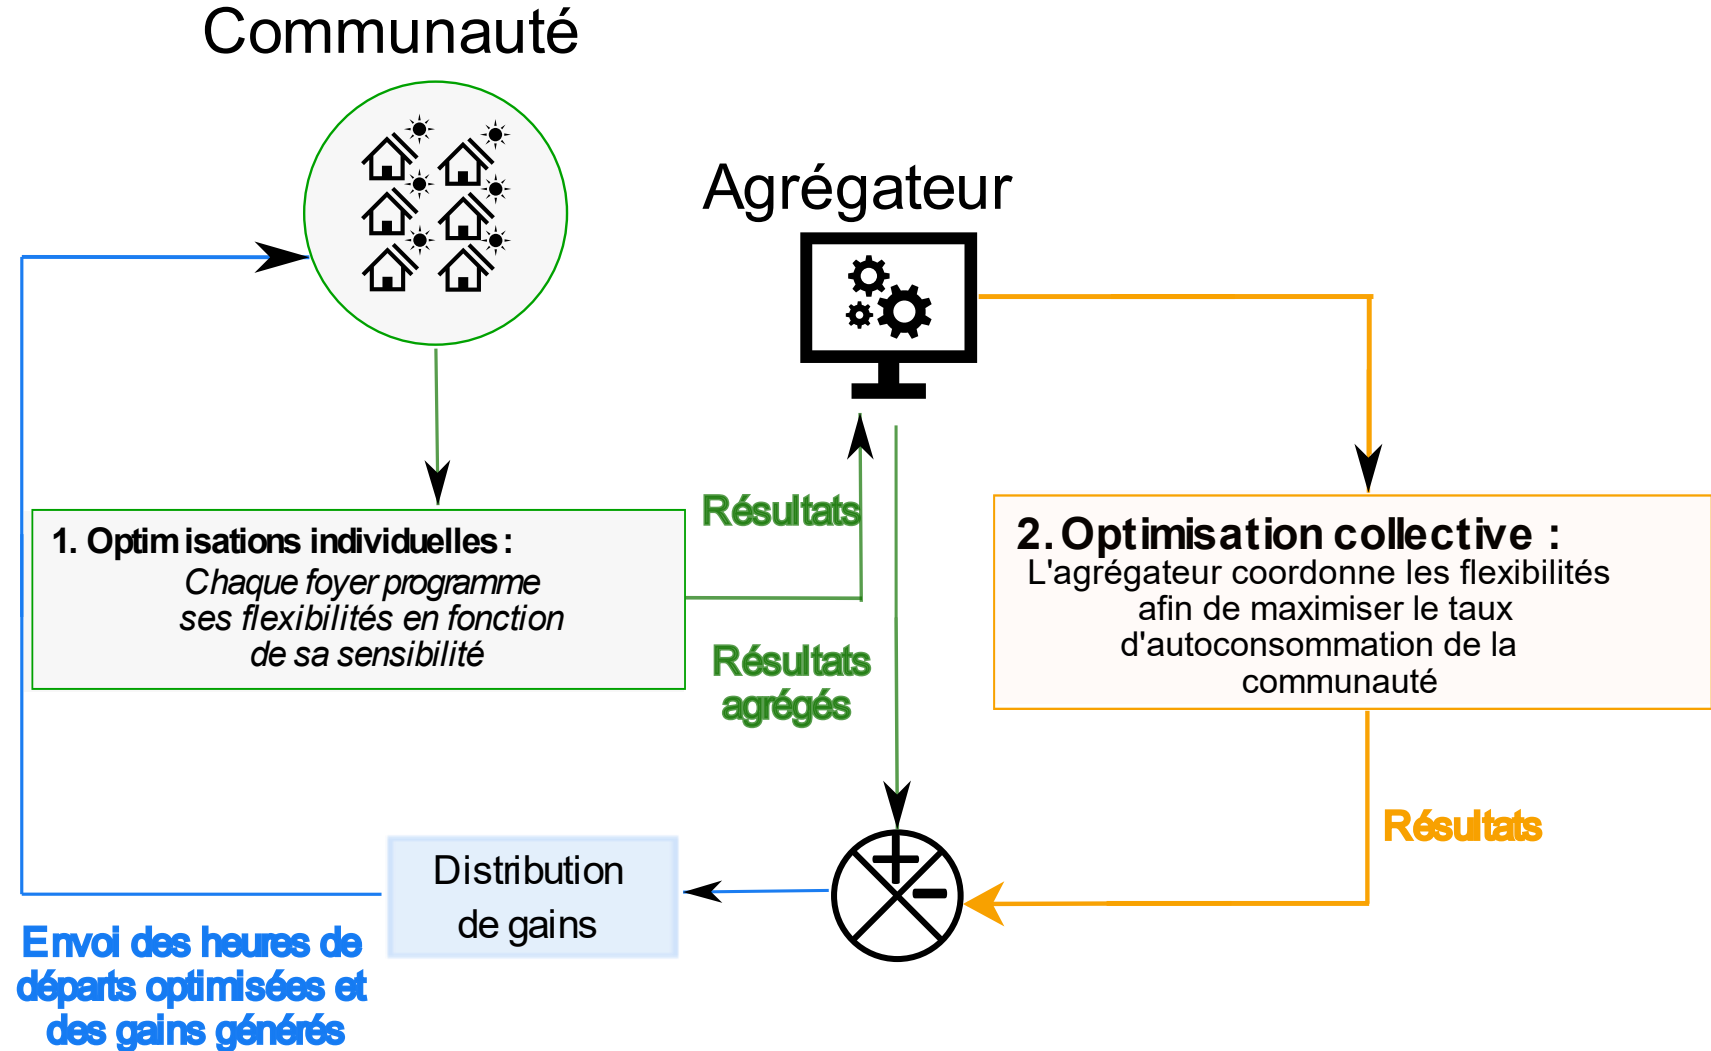 Communauté
Agrégateur
1. Optimisations individuelles :
Chaque foyer programme
ses flexibilités en fonction
de sa sensibilité
Résultats
Résultats
agrégés
2. Optimisation collective :
L'agrégateur coordonne les flexibilités
afin de maximiser le taux
d'autoconsommation de la
communauté
Résultats
Distribution
de gains
Envoi des heures de
départs optimisées et
des gains générés